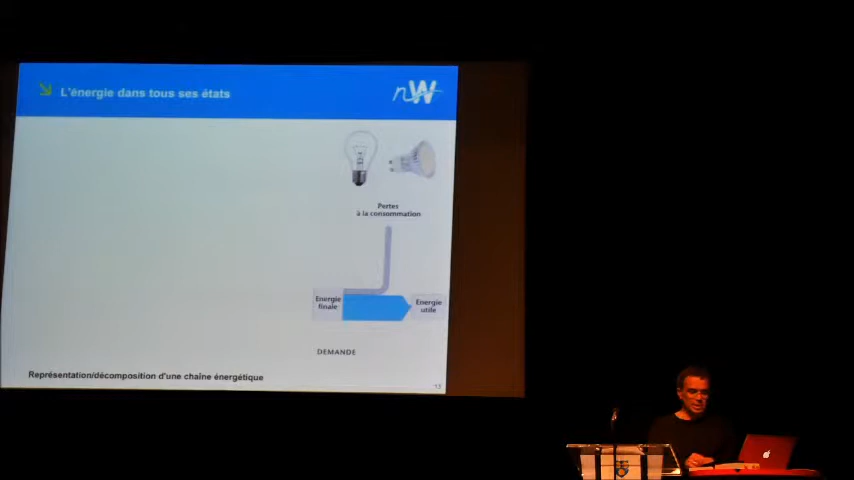 L'énergie dans tous ses états
nW
Pertes
à la consommation
Energie
finale
Energie
utile
DEMANDE
Représentation/décomposition d'une chaîne énergétique